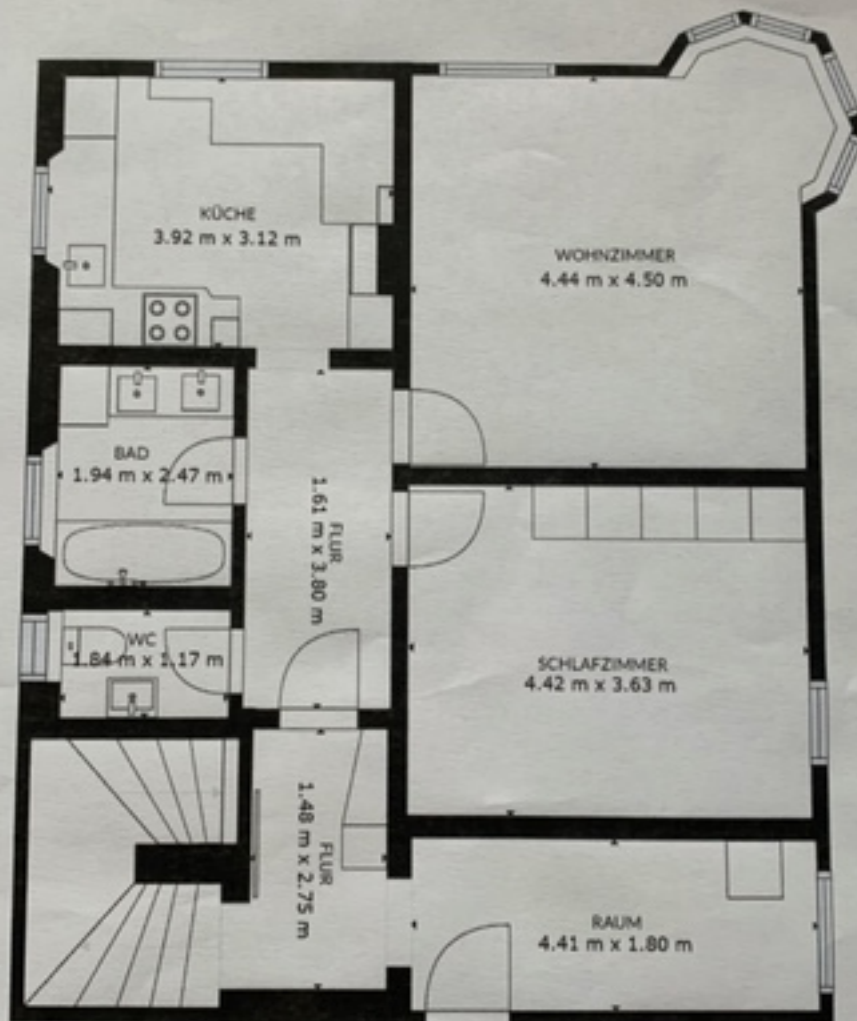 KÜCHE
3.92 m x 3.12 m
WOHNZIMMER
4.44 m x 4.50 m
BAD
1.94 m x 2.47 m
FLUR
1.61 m x 3.80 m
WC
1.84 m x 1.17 m
SCHLAFZIMMER
4.42 m x 3.63 m
FLUR
1.48 m x 2.75 m
RAUM
4.41 m x 1.80 m